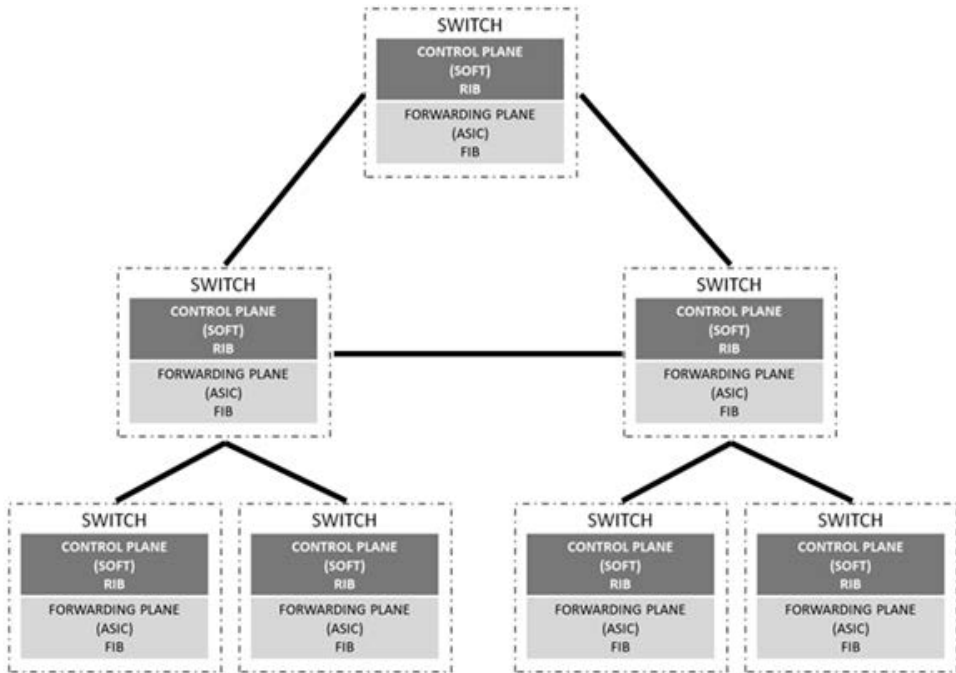 SWITCH
CONTROL PLANE
(SOFT)
RIB
FORWARDING PLANE
(ASIC)
FIB
SWITCH
CONTROL PLANE
(SOFT)
RIB
FORWARDING PLANE
(ASIC)
FIB
SWITCH
CONTROL PLANE
(SOFT)
RIB
FORWARDING PLANE
(ASIC)
FIB
SWITCH
CONTROL PLANE
(SOFT)
RIB
FORWARDING PLANE
(ASIC)
FIB
SWITCH
CONTROL PLANE
(SOFT)
RIB
FORWARDING PLANE
(ASIC)
FIB
SWITCH
CONTROL PLANE
(SOFT)
RIB
FORWARDING PLANE
(ASIC)
FIB
SWITCH
CONTROL PLANE
(SOFT)
RIB
FORWARDING PLANE
(ASIC)
FIB